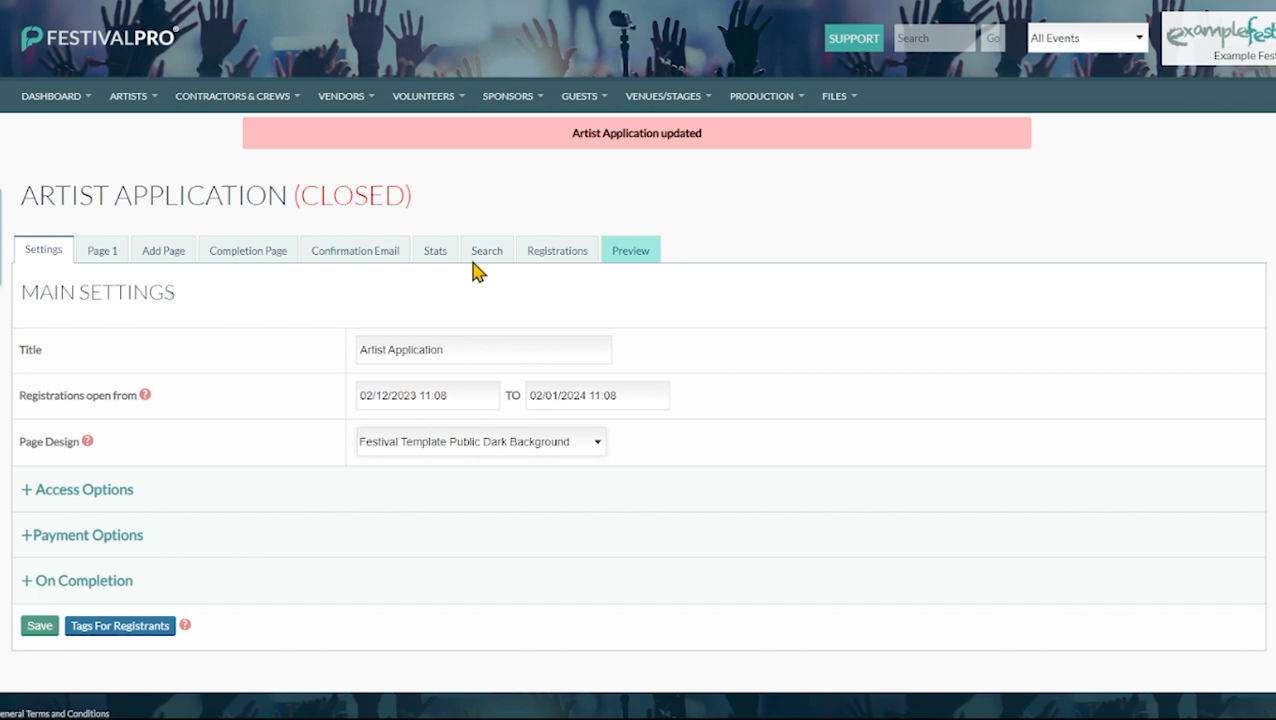 FESTIVALPRO
SUPPORT
Search
Go
All Events
examplefest
Example Fest
DASHBOARD
ARTISTS
CONTRACTORS & CREWS
VENDORS
VOLUNTEERS
SPONSORS
GUESTS
VENUES/STAGES
PRODUCTION
FILES
Artist Application updated
ARTIST APPLICATION (CLOSED)
Settings
Page 1
Add Page
Completion Page
Confirmation Email
Stats
Search
Registrations
Preview
MAIN SETTINGS
Title
Artist Application
Registrations open from ?
02/12/2023 11:08
TO
02/01/2024 11:08
Page Design ?
Festival Template Public Dark Background
+ Access Options
+Payment Options
+ On Completion
Save
Tags For Registrants
?
eneral Terms and Conditions